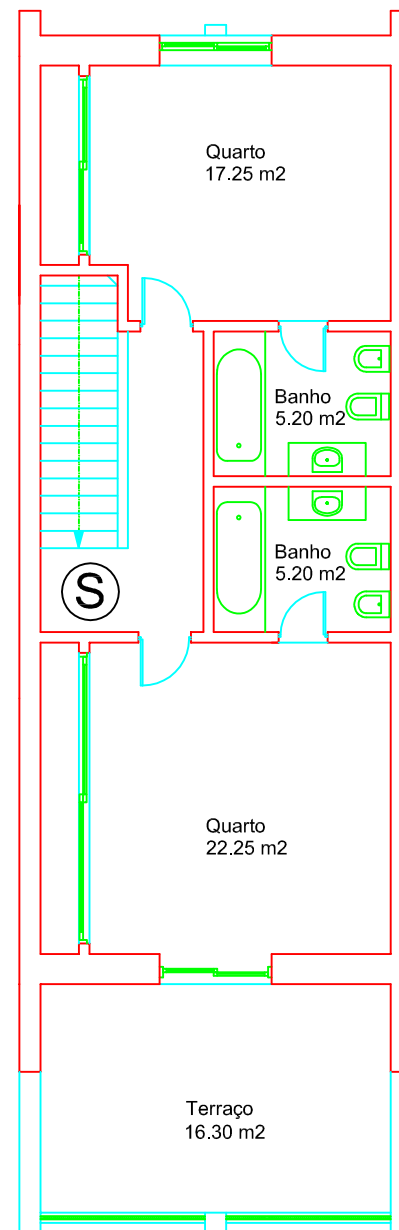 Quarto
17.25 m2
Banho
5.20 m2
Banho
5.20 m2
S
Quarto
22.25 m2
Terraço
16.30 m2